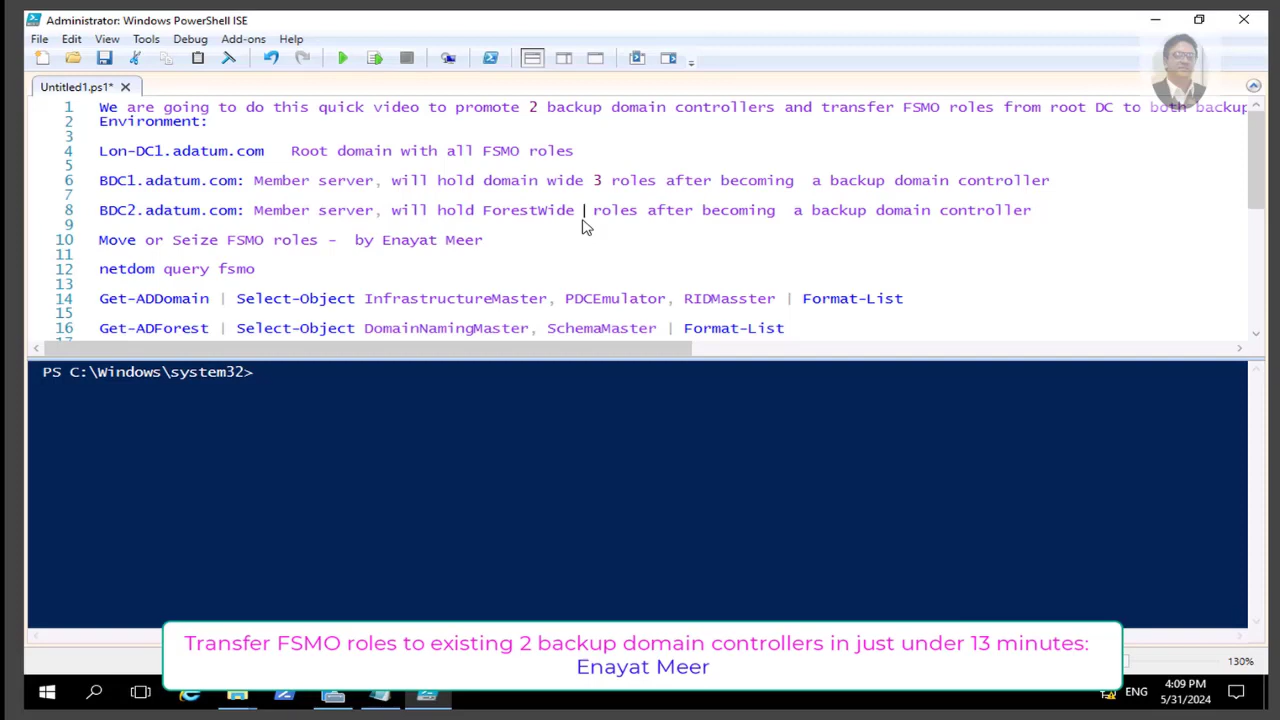 Administrator: Windows PowerShell ISE
File Edit View Tools Debug Add-ons Help
Untitled1.ps1* X
1 We are going to do this quick video to promote 2 backup domain controllers and transfer FSMO roles from root DC to both backup
2 Environment:
3
4 Lon-DC1.adatum.com Root domain with all FSMO roles
5
6 BDC1.adatum.com: Member server, will hold domain wide 3 roles after becoming a backup domain controller
7
8 BDC2.adatum.com: Member server, will hold ForestWide roles after becoming a backup domain controller
9
10 Move or Seize FSMO roles - by Enayat Meer
11
12 netdom query fsmo
13
14 Get-ADDomain | Select-Object InfrastructureMaster, PDCEmulator, RIDMasster | Format-List
15
16 Get-ADForest | Select-Object DomainNamingMaster, SchemaMaster | Format-List
17
PS C:\Windows\system32>
Transfer FSMO roles to existing 2 backup domain controllers in just under 13 minutes:
Enayat Meer
130%
ENG
4:09 PM
5/31/2024